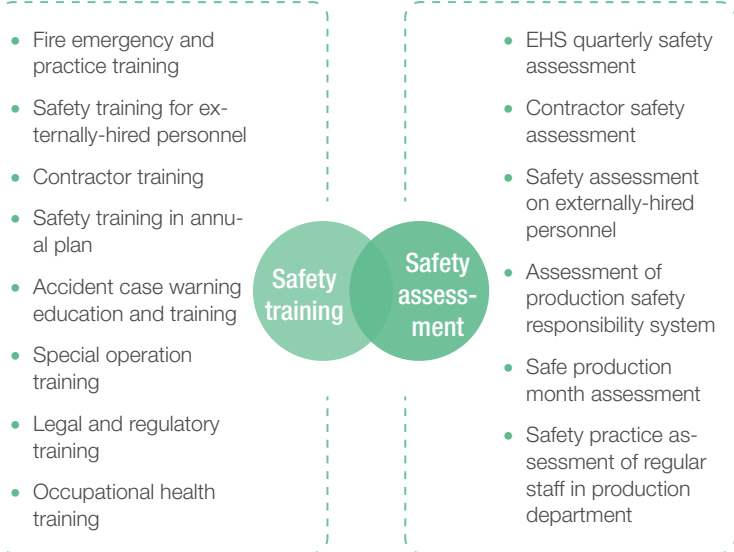 Fire emergency and
practice training
Safety training for ex-
ternally-hired personnel
Contractor training
Safety training in annu-
al plan
Accident case warning
education and training
Special operation
training
Legal and regulatory
training
Occupational health
training
Safety
training
Safety
assess-
ment
EHS quarterly safety
assessment
Contractor safety
assessment
Safety assessment
on externally-hired
personnel
Assessment of
production safety
responsibility system
Safe production
month assessment
Safety practice as-
sessment of regular
staff in production
department